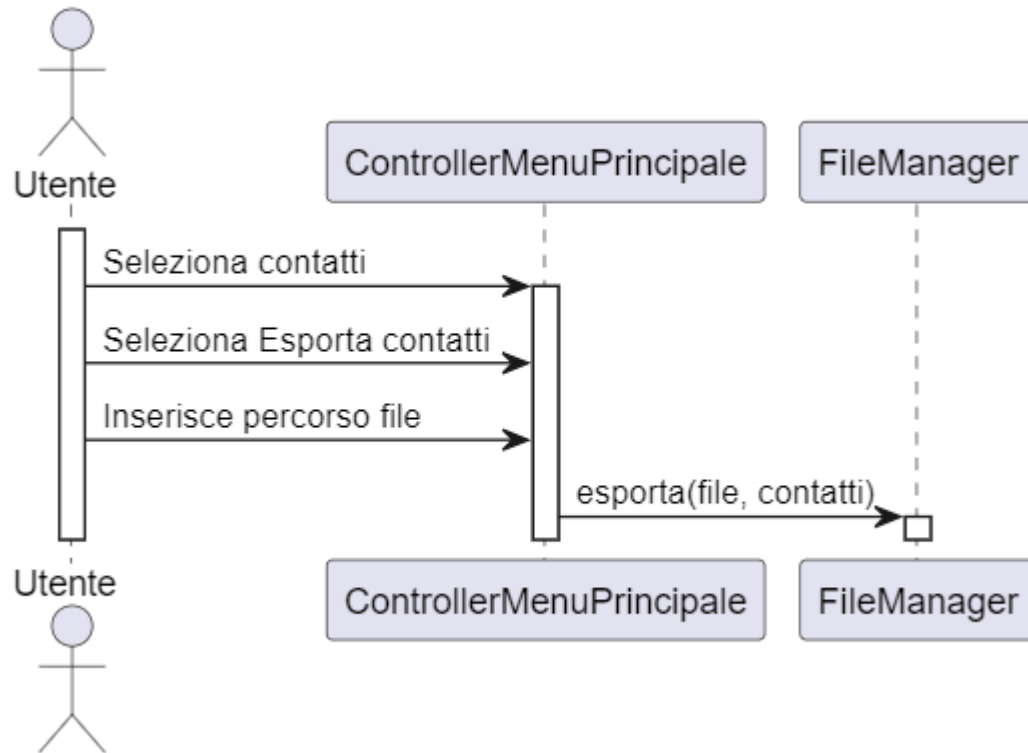 Utente
ControllerMenuPrincipale
FileManager
Seleziona contatti
Seleziona Esporta contatti
Inserisce percorso file
esporta(file, contatti)
Utente
ControllerMenuPrincipale
FileManager